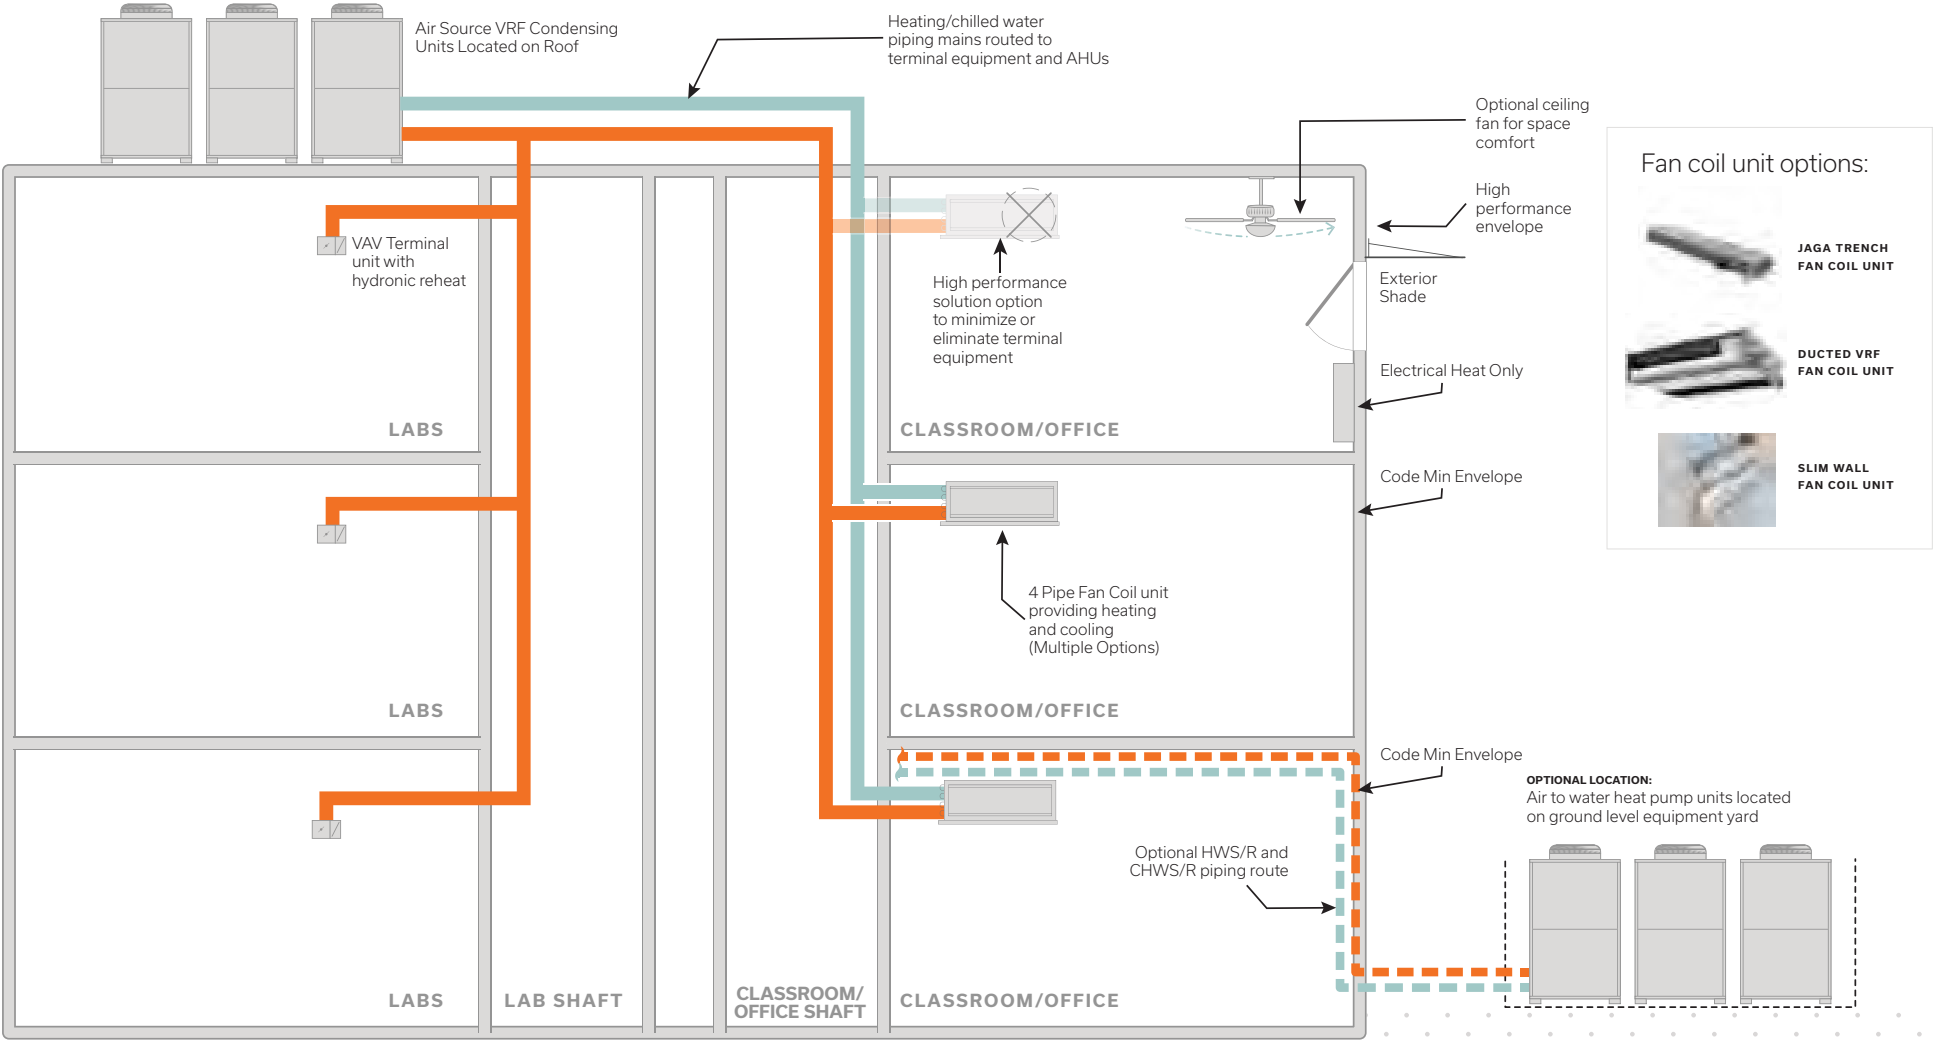 Air Source VRF Condensing
Units Located on Roof
Heating/chilled water
piping mains routed to
terminal equipment and AHUs
Optional ceiling
fan for space
comfort
High
performance
envelope
Exterior
Shade
Electrical Heat Only
Code Min Envelope
Fan coil unit options:
JAGA TRENCH
FAN COIL UNIT
DUCTED VRF
FAN COIL UNIT
SLIM WALL
FAN COIL UNIT
VAV Terminal
unit with
hydronic reheat
High performance
solution option
to minimize or
eliminate terminal
equipment
LABS
CLASSROOM/OFFICE
4 Pipe Fan Coil unit
providing heating
and cooling
(Multiple Options)
LABS
CLASSROOM/OFFICE
Code Min Envelope
OPTIONAL LOCATION:
Air to water heat pump units located
on ground level equipment yard
Optional HWS/R and
CHWS/R piping route
LABS
LAB SHAFT
CLASSROOM/
OFFICE SHAFT
CLASSROOM/OFFICE